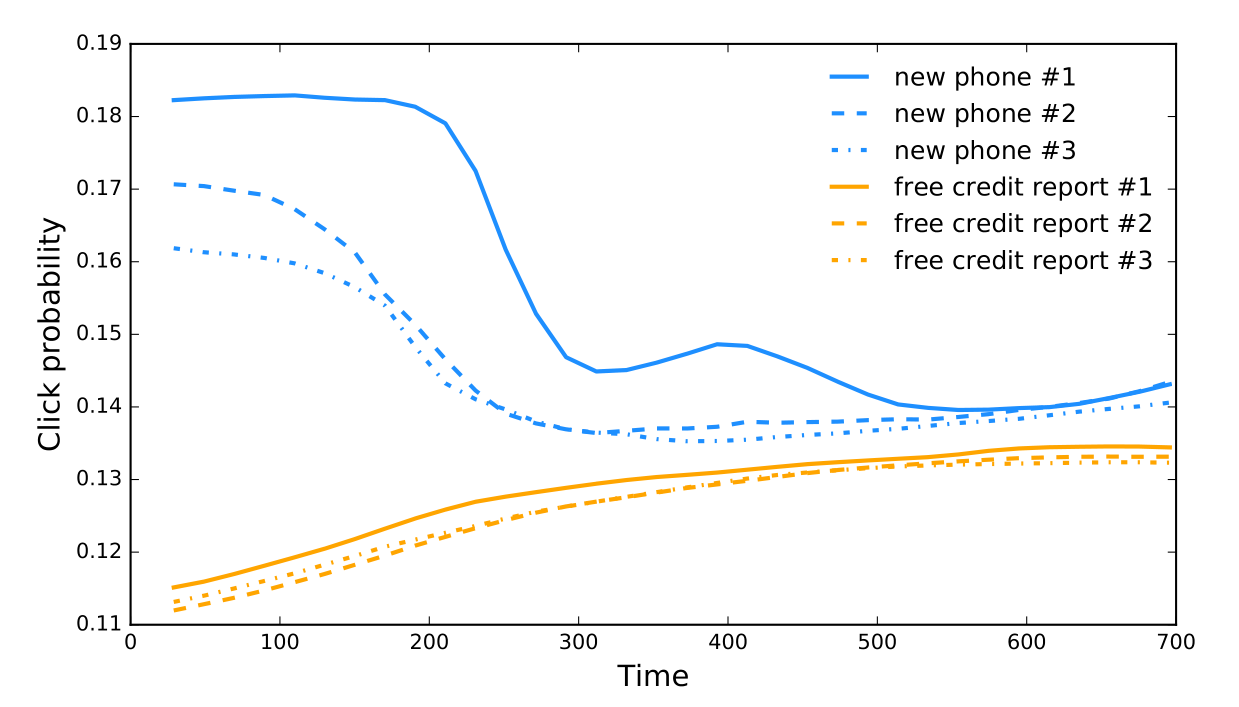 0.19
0.18
0.17
0.16
0.15
0.14
0.13
0.12
0.11
Click probability
0
100
200
300
400
500
600
700
Time
new phone #1
new phone #2
new phone #3
free credit report #1
free credit report #2
free credit report #3